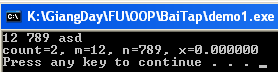 K:\GiangDay\FU\OOP\BaiTap\demo1.exe
12 789 asd
count=2, m=12, n=789, x=0.000000
Press any key to continue . . .